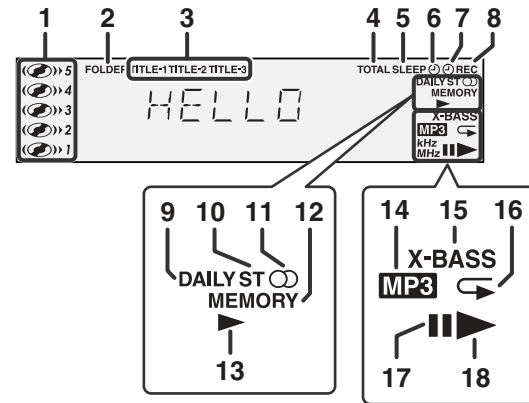 1 2 3 4 5 6 7 8
5 FOLDER TITLE-1 TITLE-2 TITLE-3 TOTAL SLEEP REC
4 DAILY ST
3 MEMORY
HELLO
2 X-BASS
MP3
1 kHz
MHz
9 10 11 12
DAILY ST
MEMORY
13
14 15 16
X-BASS
MP3
17 18